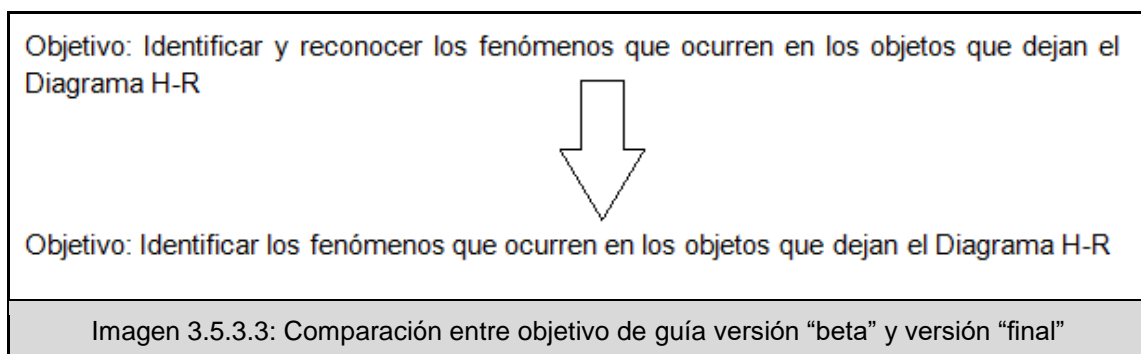 Objetivo: Identificar y reconocer los fenómenos que ocurren en los objetos que dejan el
Diagrama H-R
Objetivo: Identificar los fenómenos que ocurren en los objetos que dejan el Diagrama H-R
Imagen 3.5.3.3: Comparación entre objetivo de guía versión “beta” y versión “final”